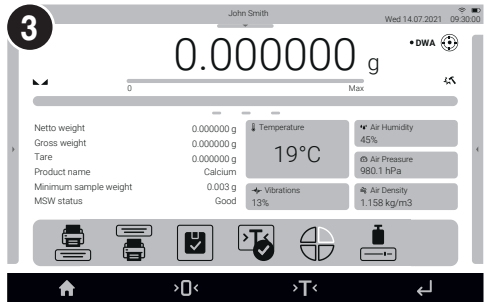 3
John Smith
Wed 14.07.2021 09:30:00
0.000000 g
• DWA
0 Max
Netto weight 0.000000 g
Gross weight 0.000000 g
Tare 0.000000 g
Product name Calcium
Minimum sample weight 0.003 g
MSW status Good
Temperature
19°C
Vibrations
13%
Air Humidity
45%
Air Preasure
980.1 hPa
Air Density
1.158 kg/m3
>T<
>0< >T<